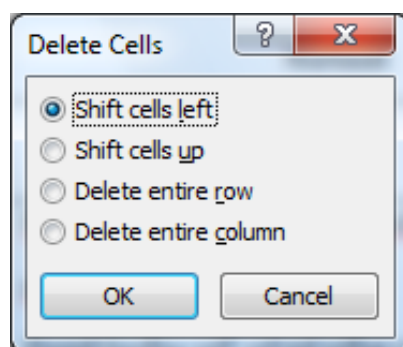 Delete Cells ?
Shift cells left
Shift cells up
Delete entire row
Delete entire column
OK Cancel